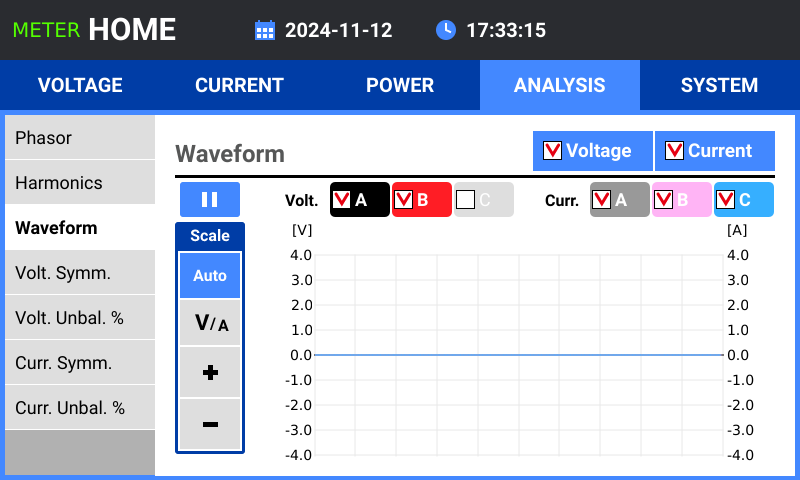 METER HOME 2024-11-12 17:33:15
VOLTAGE CURRENT POWER ANALYSIS SYSTEM
Phasor
Harmonics
Waveform
Volt. Symm.
Volt. Unbal. %
Curr. Symm.
Curr. Unbal. %
Waveform Voltage Current
Volt. A B C Curr. A B C
Scale
Auto
V/A
+
-
[V] [A]
4.0 4.0
3.0 3.0
2.0 2.0
1.0 1.0
0.0 0.0
-1.0 -1.0
-2.0 -2.0
-3.0 -3.0
-4.0 -4.0